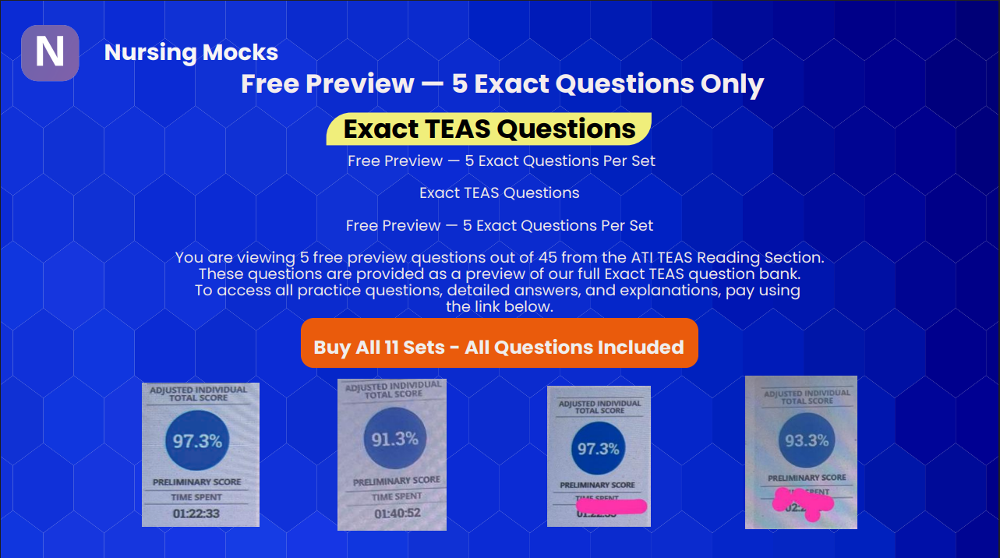 N
Nursing Mocks
Free Preview — 5 Exact Questions Only
Exact TEAS Questions
Free Preview — 5 Exact Questions Per Set
Exact TEAS Questions
Free Preview — 5 Exact Questions Per Set
You are viewing 5 free preview questions out of 45 from the ATI TEAS Reading Section.
These questions are provided as a preview of our full Exact TEAS question bank.
To access all practice questions, detailed answers, and explanations, pay using
the link below.
Buy All 11 Sets - All Questions Included
ADJUSTED INDIVIDUAL
TOTAL SCORE
97.3%
PRELIMINARY SCORE
TIME SPENT
01:22:33
ADJUSTED INDIVIDUAL
TOTAL SCORE
91.3%
PRELIMINARY SCORE
TIME SPENT
01:40:52
ADJUSTED INDIVIDUAL
TOTAL SCORE
97.3%
PRELIMINARY SCORE
TIME SPENT
ADJUSTED INDIVIDUAL
TOTAL SCORE
93.3%
PRELIMINARY SCORE